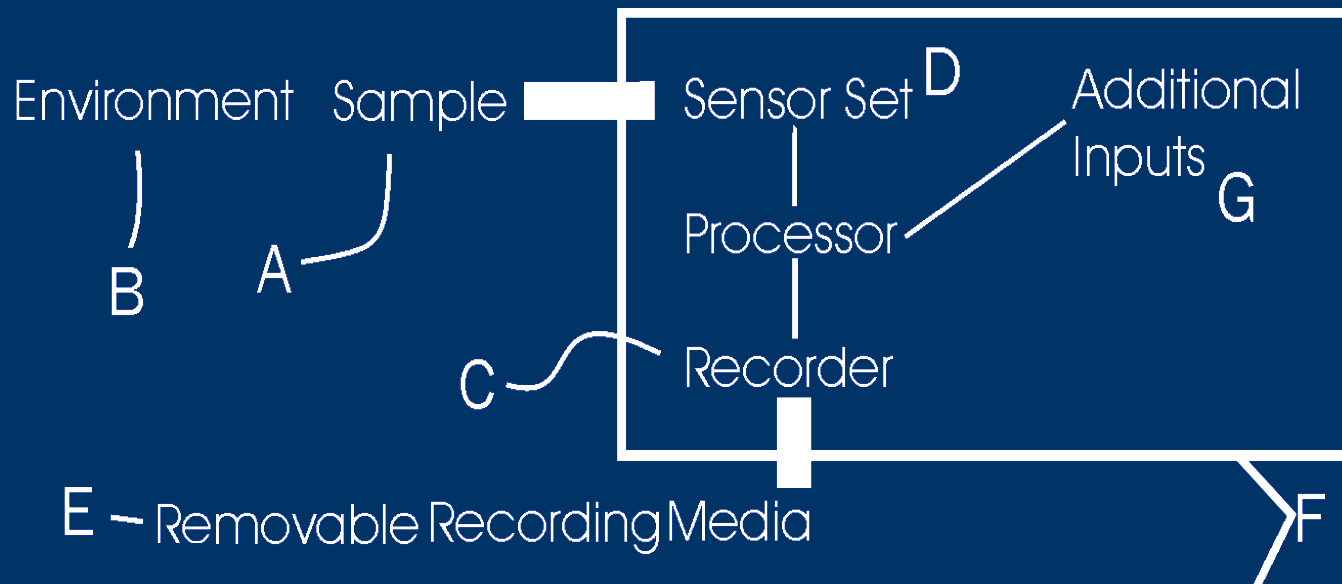 Environment Sample Sensor Set D
Additional
Inputs G
Processor
B A
Recorder
C
E Removable Recording Media
F